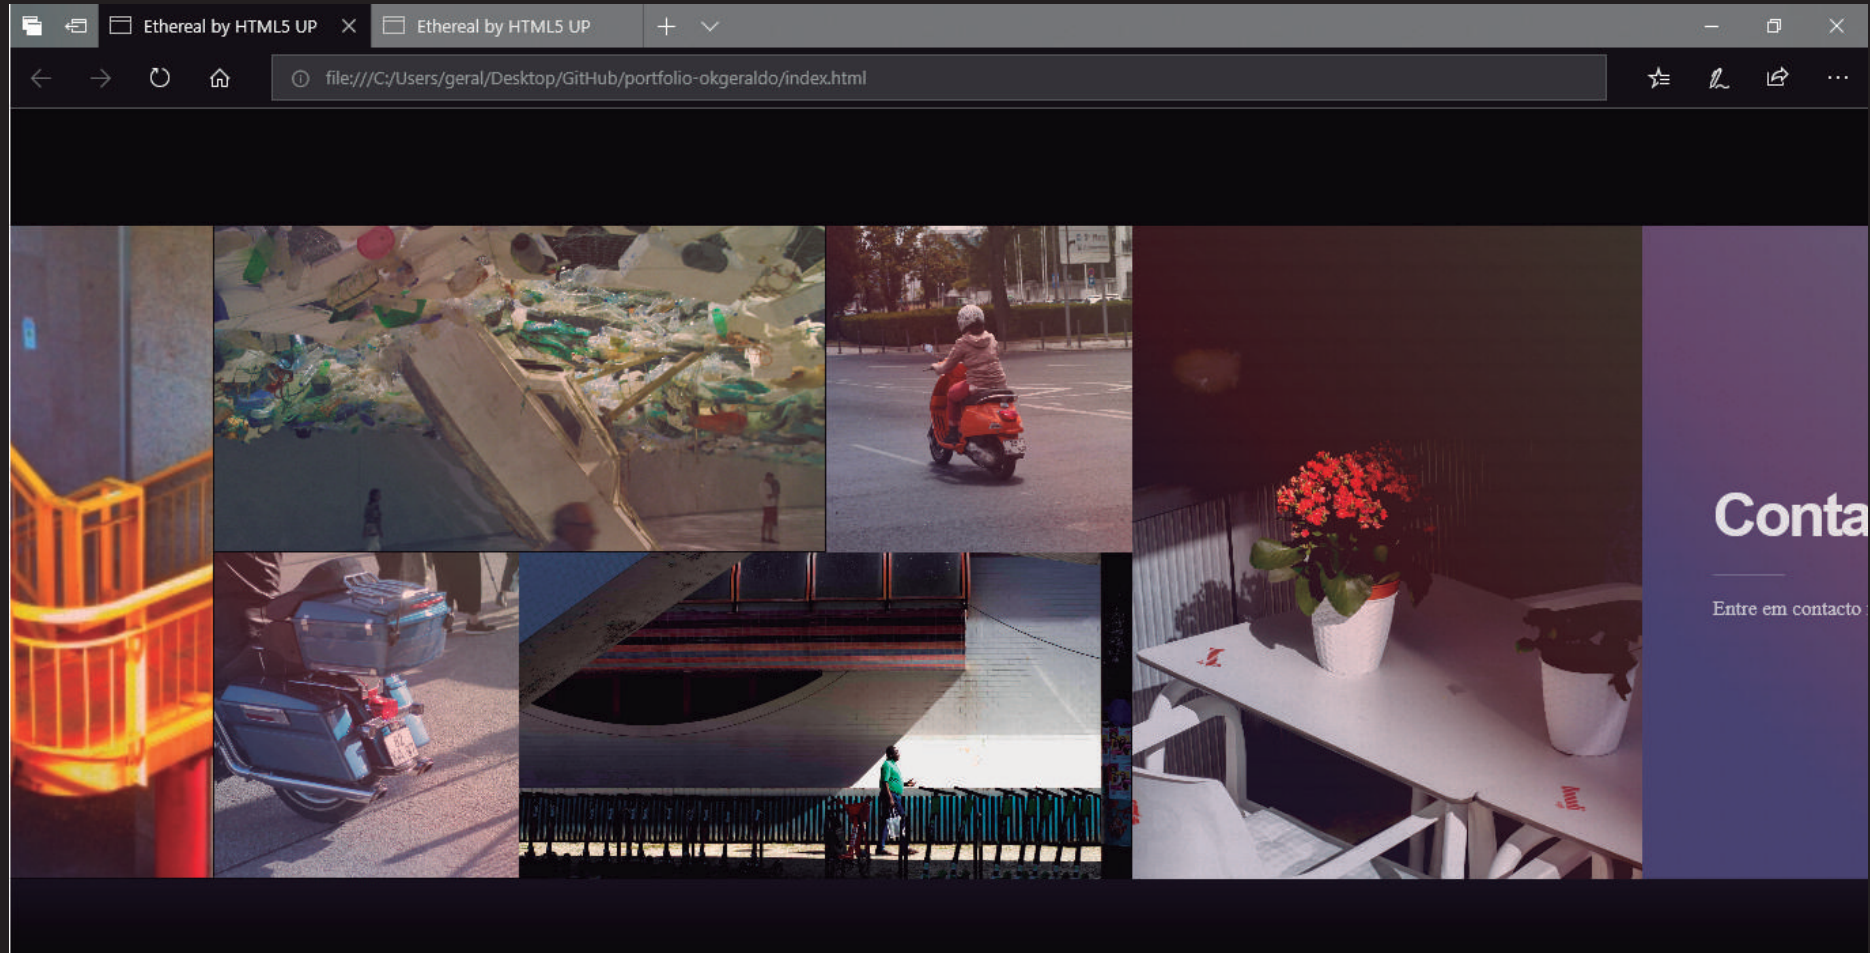 Ethereal by HTML5 UP
Ethereal by HTML5 UP
file:///C:/Users/geral/Desktop/GitHub/portfolio-okgeraldo/index.html
Conta
Entre em contacto